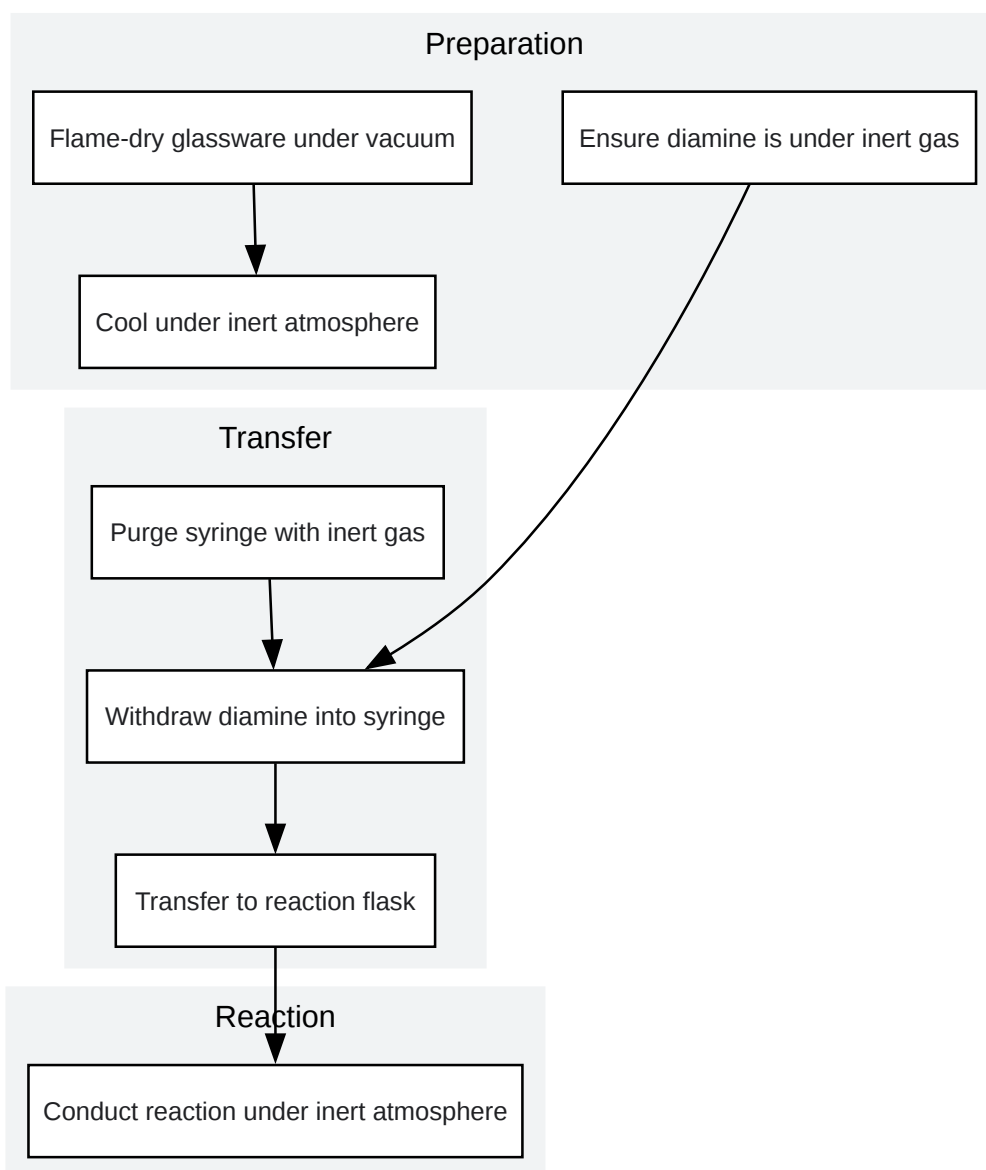 Preparation
Flame-dry glassware under vacuum
Ensure diamine is under inert gas
Cool under inert atmosphere
Transfer
Purge syringe with inert gas
Withdraw diamine into syringe
Transfer to reaction flask
Reaction
Conduct reaction under inert atmosphere